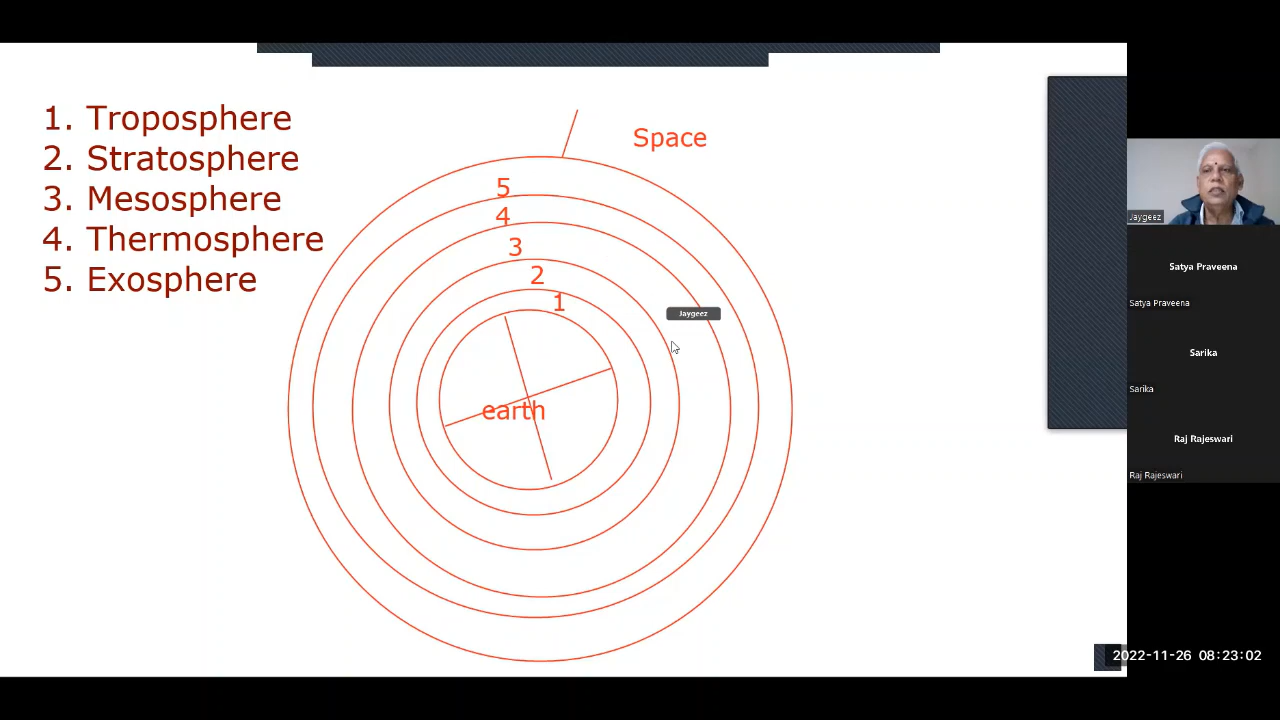 1. Troposphere
2. Stratosphere
3. Mesosphere
4. Thermosphere
5. Exosphere
Space
5
4
3
2
1
earth
Jaygeez
Jaygeez
Satya Praveena
Satya Praveena
Sarika
Sarika
Raj Rajeswari
Raj Rajeswari
2022-11-26 08:23:02